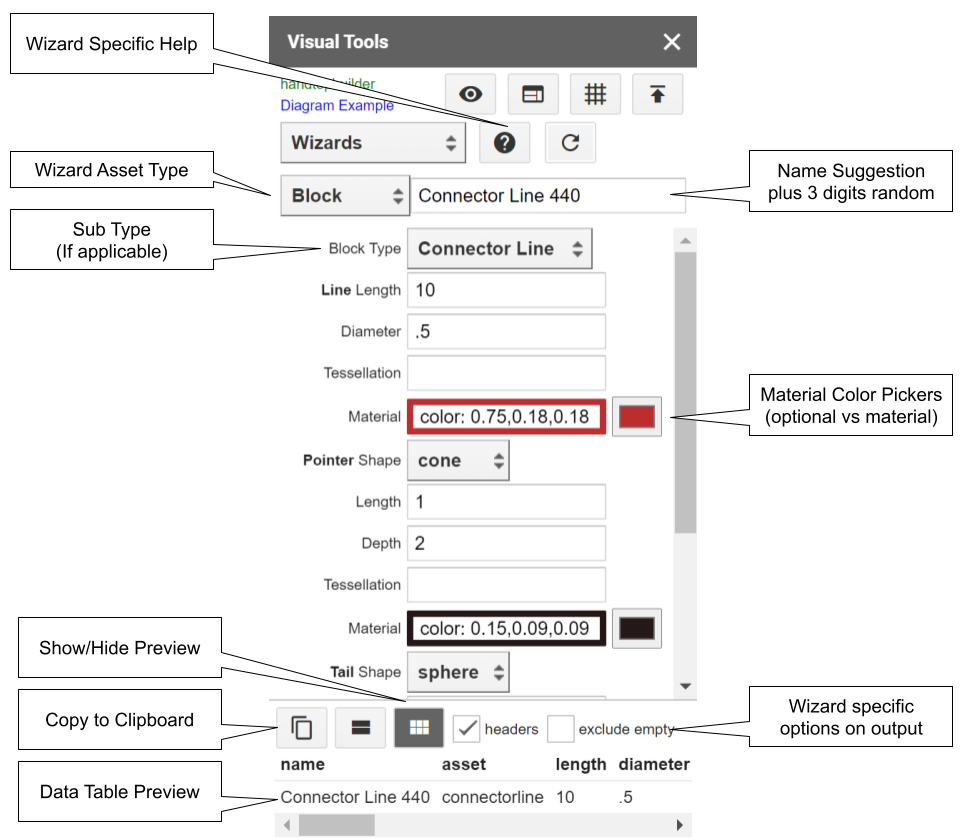 Wizard Specific Help
Visual Tools
Diagram Example
Wizards
Wizard Asset Type
Block
Connector Line 440
Name Suggestion
plus 3 digits random
Sub Type
(If applicable)
Block Type
Connector Line
Line Length
10
Diameter
.5
Tessellation
Material
color: 0.75,0.18,0.18
Material Color Pickers
(optional vs material)
Pointer Shape
cone
Length
1
Depth
2
Tessellation
Material
color: 0.15,0.09,0.09
Show/Hide Preview
Tail Shape
sphere
Copy to Clipboard
headers
exclude empty
Wizard specific
options on output
name asset length diameter
Data Table Preview
Connector Line 440 connectorline 10 .5